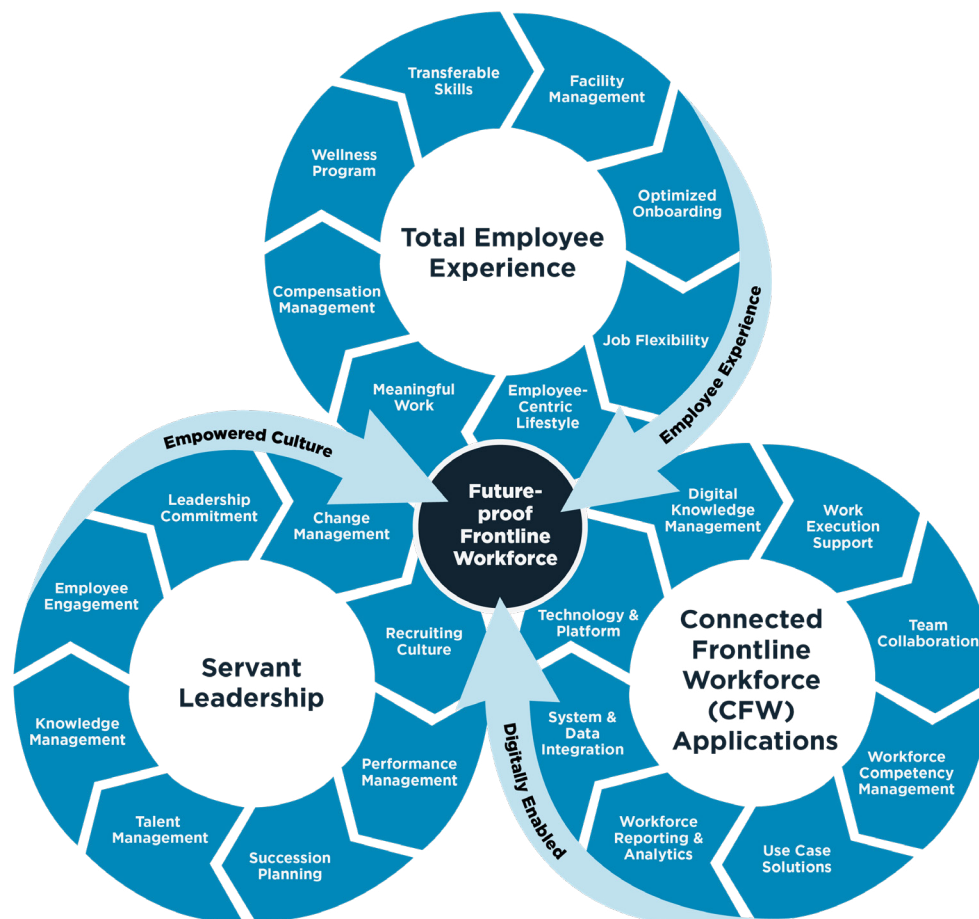 Transferable
Skills
Facility
Management
Wellness
Program
Optimized
Onboarding
Total Employee
Experience
Compensation
Management
Job Flexibility
Meaningful
Work
Employee-
Centric
Lifestyle
Employee Experience
Empowered Culture
Future-
proof
Frontline
Workforce
Leadership
Commitment
Change
Management
Employee
Engagement
Recruiting
Culture
Servant
Leadership
Knowledge
Management
Performance
Management
Talent
Management
Succession
Planning
Digital
Knowledge
Management
Work
Execution
Support
Technology &
Platform
Team
Collaboration
Connected
Frontline
Workforce
(CFW)
Applications
System &
Data
Integration
Workforce
Competency
Management
Workforce
Reporting &
Analytics
Use Case
Solutions
Digitally Enabled